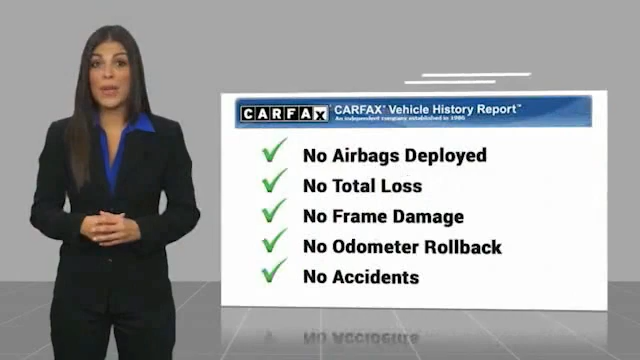 CARFAX CARFAX Vehicle History Report™
An independent company established in 1986
No Airbags Deployed
No Total Loss
No Frame Damage
No Odometer Rollback
No Accidents